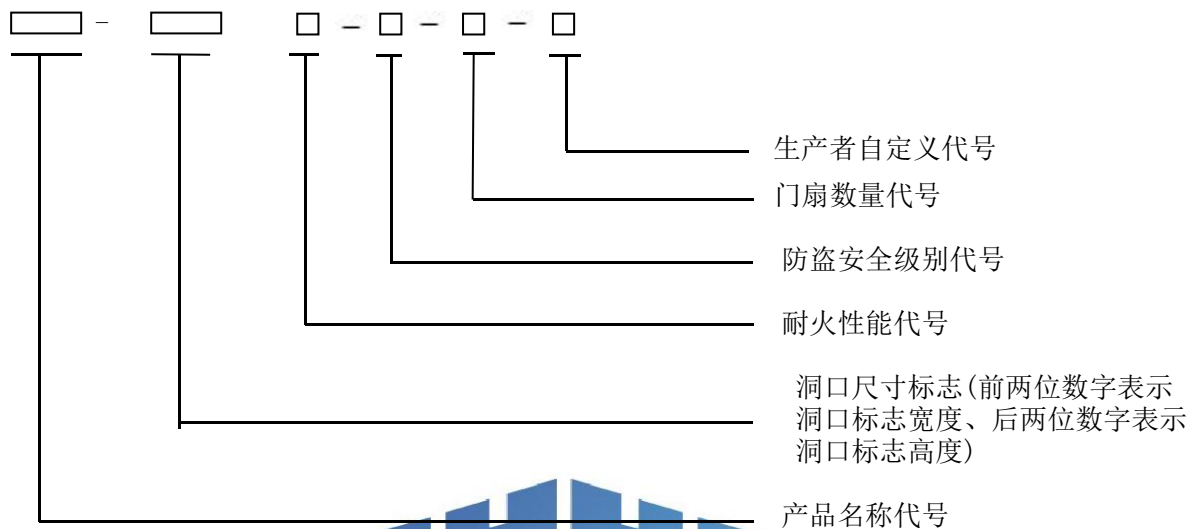 生产者自定义代号
门扇数量代号
防盗安全级别代号
耐火性能代号
洞口尺寸标志(前两位数字表示
洞口标志宽度、后两位数字表示
洞口标志高度)
产品名称代号